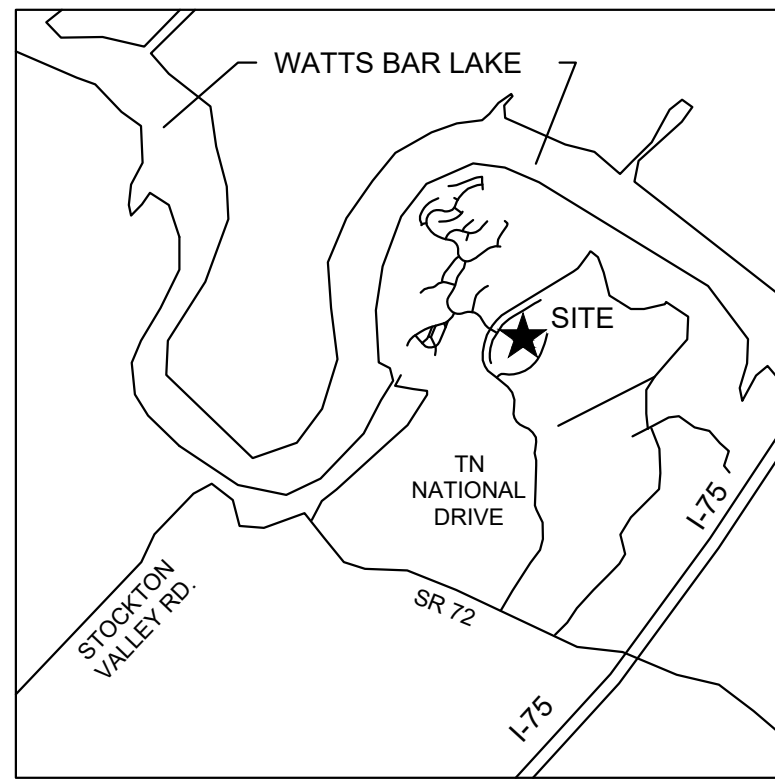 WATTS BAR LAKE
SITE
TN
NATIONAL
DRIVE
I-75
STOCKTON
VALLEY RD.
SR 72
I-75